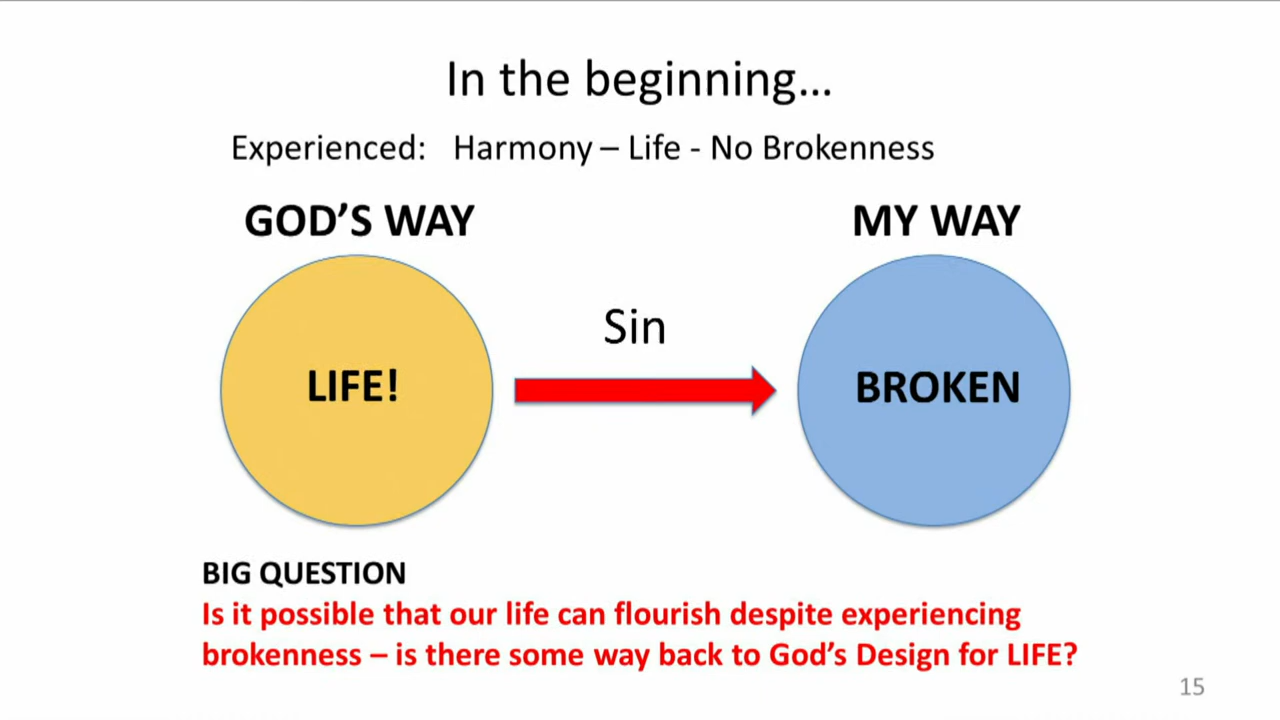 In the beginning...
Experienced: Harmony – Life - No Brokenness
GOD'S WAY
MY WAY
Sin
LIFE!
BROKEN
BIG QUESTION
Is it possible that our life can flourish despite experiencing
brokenness – is there some way back to God's Design for LIFE?
15